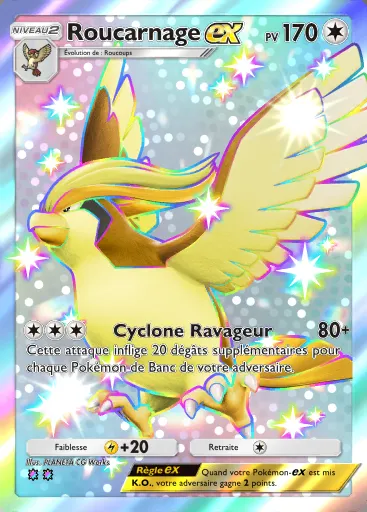 NIVEAU 2
Roucarnage ex
PV 170
Évolution de : Roucoups
Cyclone Ravageur 80+
Cette attaque inflige 20 dégâts supplémentaires pour
chaque Pokémon de Banc de votre adversaire.
Faiblesse +20 Retraite
Illus. PLANETA CG Works
Règle ex Quand votre Pokémon-ex est mis
K.O., votre adversaire gagne 2 points.